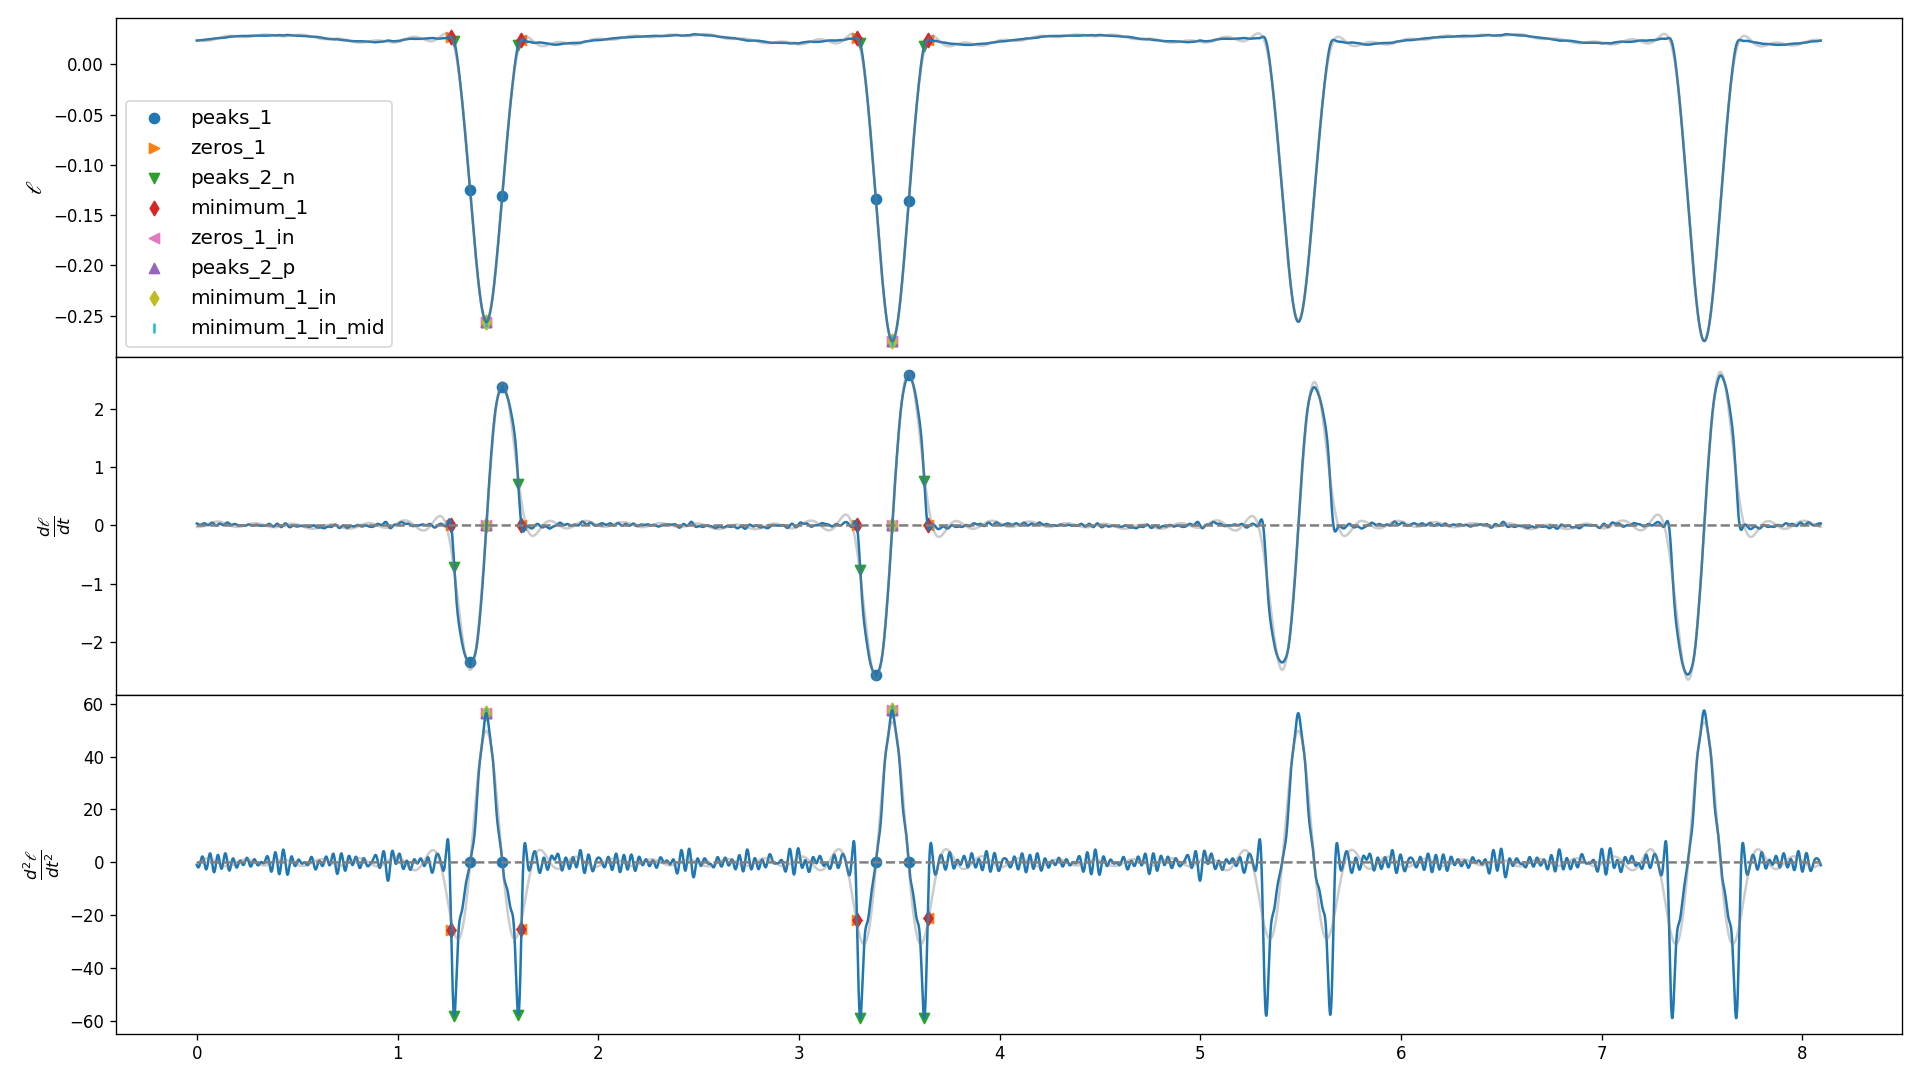 0.00
−0.05
−0.10
−0.15
−0.20
−0.25
ℓ
peaks_1
zeros_1
peaks_2_n
minimum_1
zeros_1_in
peaks_2_p
minimum_1_in
minimum_1_in_mid
2
1
0
−1
−2
dℓ
dt
60
40
20
0
−20
−40
−60
d²ℓ
dt²
0 1 2 3 4 5 6 7 8